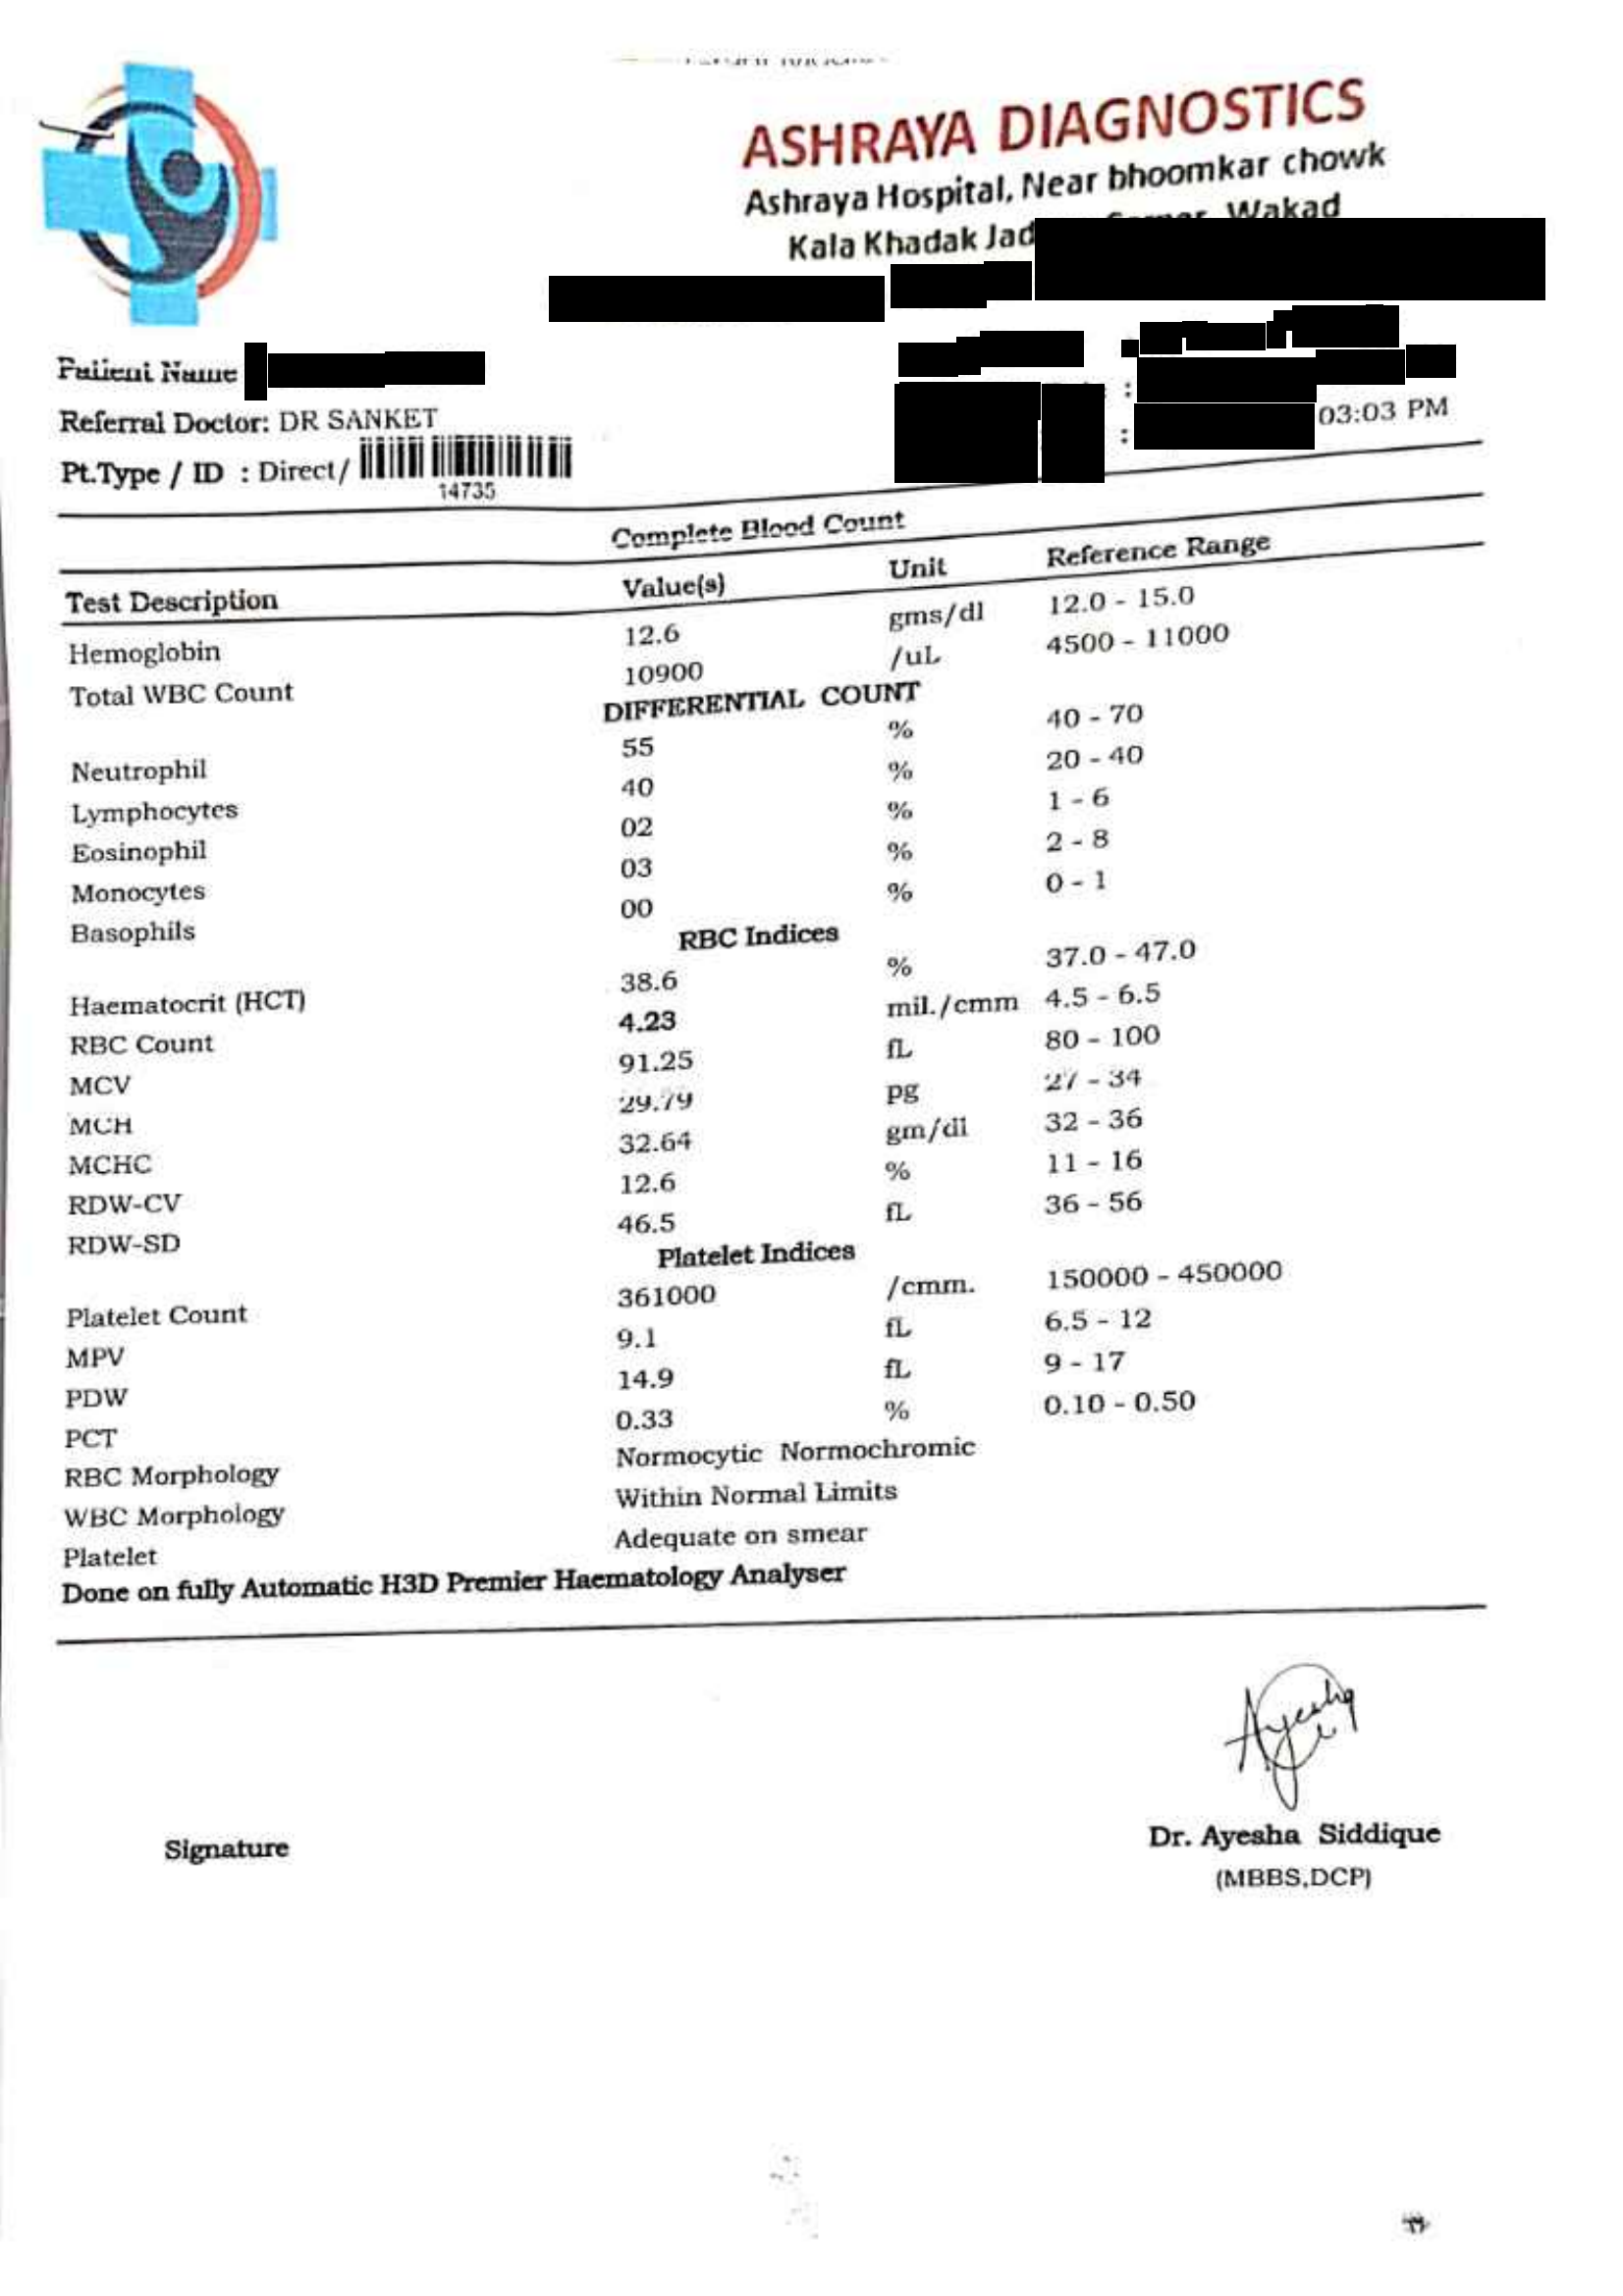 ASHRAYA DIAGNOSTICS
Ashraya Hospital, Near bhoomkar chowk
Kala Khadak Wakad
Patient Name
Referral Doctor: DR SANKET
: 03:03 PM
Pt.Type / ID : Direct/
14735
Complete Blood Count
Test Description Value(s) Unit Reference Range
Hemoglobin 12.6 gms/dl 12.0 - 15.0
Total WBC Count 10900 /uL 4500 - 11000
DIFFERENTIAL COUNT
Neutrophil 55 % 40 - 70
Lymphocytes 40 % 20 - 40
Eosinophil 02 % 1 - 6
Monocytes 03 % 2 - 8
Basophils 00 % 0 - 1
RBC Indices
Haematocrit (HCT) 38.6 % 37.0 - 47.0
RBC Count 4.23 mil./cmm 4.5 - 6.5
MCV 91.25 fL 80 - 100
MCH 29.79 pg 27 - 34
MCHC 32.64 gm/dl 32 - 36
RDW-CV 12.6 % 11 - 16
RDW-SD 46.5 fL 36 - 56
Platelet Indices
Platelet Count 361000 /cmm. 150000 - 450000
MPV 9.1 fL 6.5 - 12
PDW 14.9 fL 9 - 17
PCT 0.33 % 0.10 - 0.50
RBC Morphology Normocytic Normochromic
WBC Morphology Within Normal Limits
Platelet Adequate on smear
Done on fully Automatic H3D Premier Haematology Analyser
Ayesha
Signature
Dr. Ayesha Siddique
(MBBS,DCP)